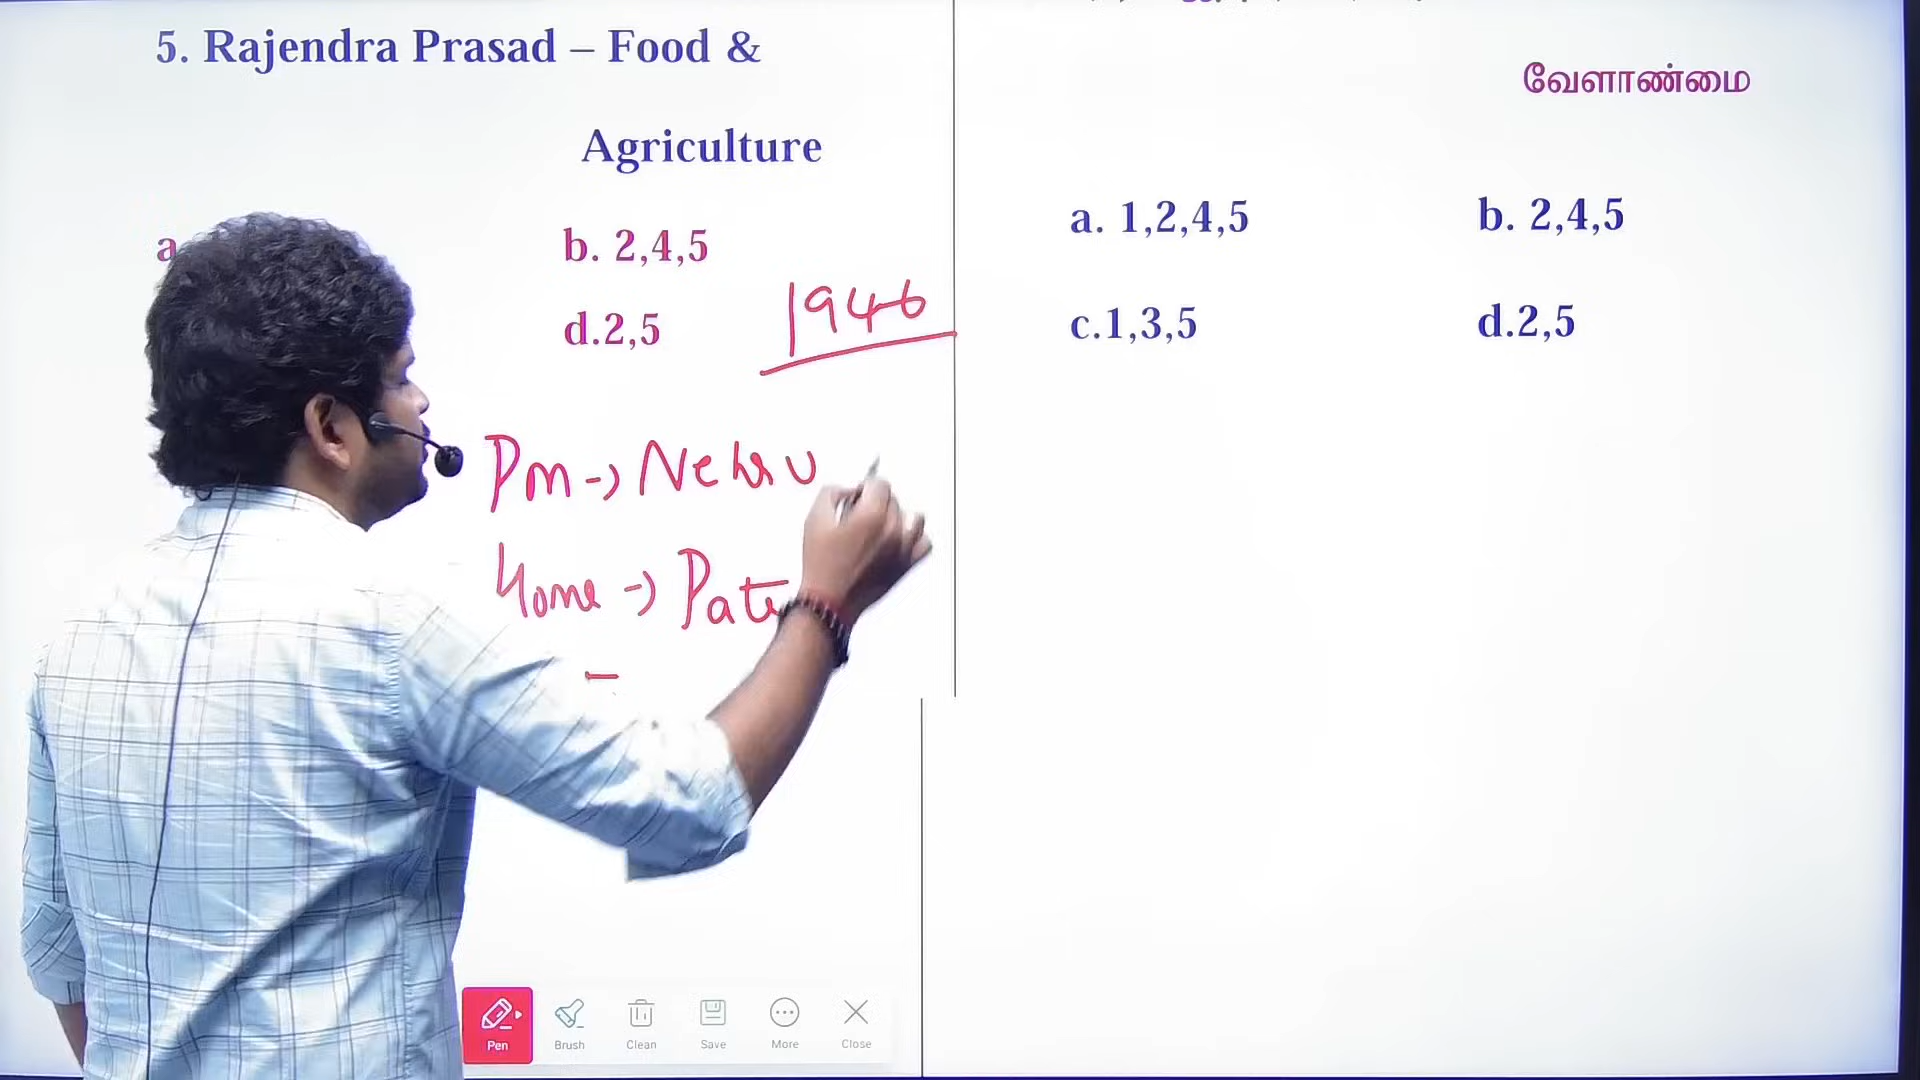 5. Rajendra Prasad – Food &
Agriculture
a
b. 2,4,5
d.2,5
1946
Pm -> Nehru
Home -> Pate
வேளாண்மை
a. 1,2,4,5
b. 2,4,5
c.1,3,5
d.2,5
Pen
Brush
Clean
Save
More
Close